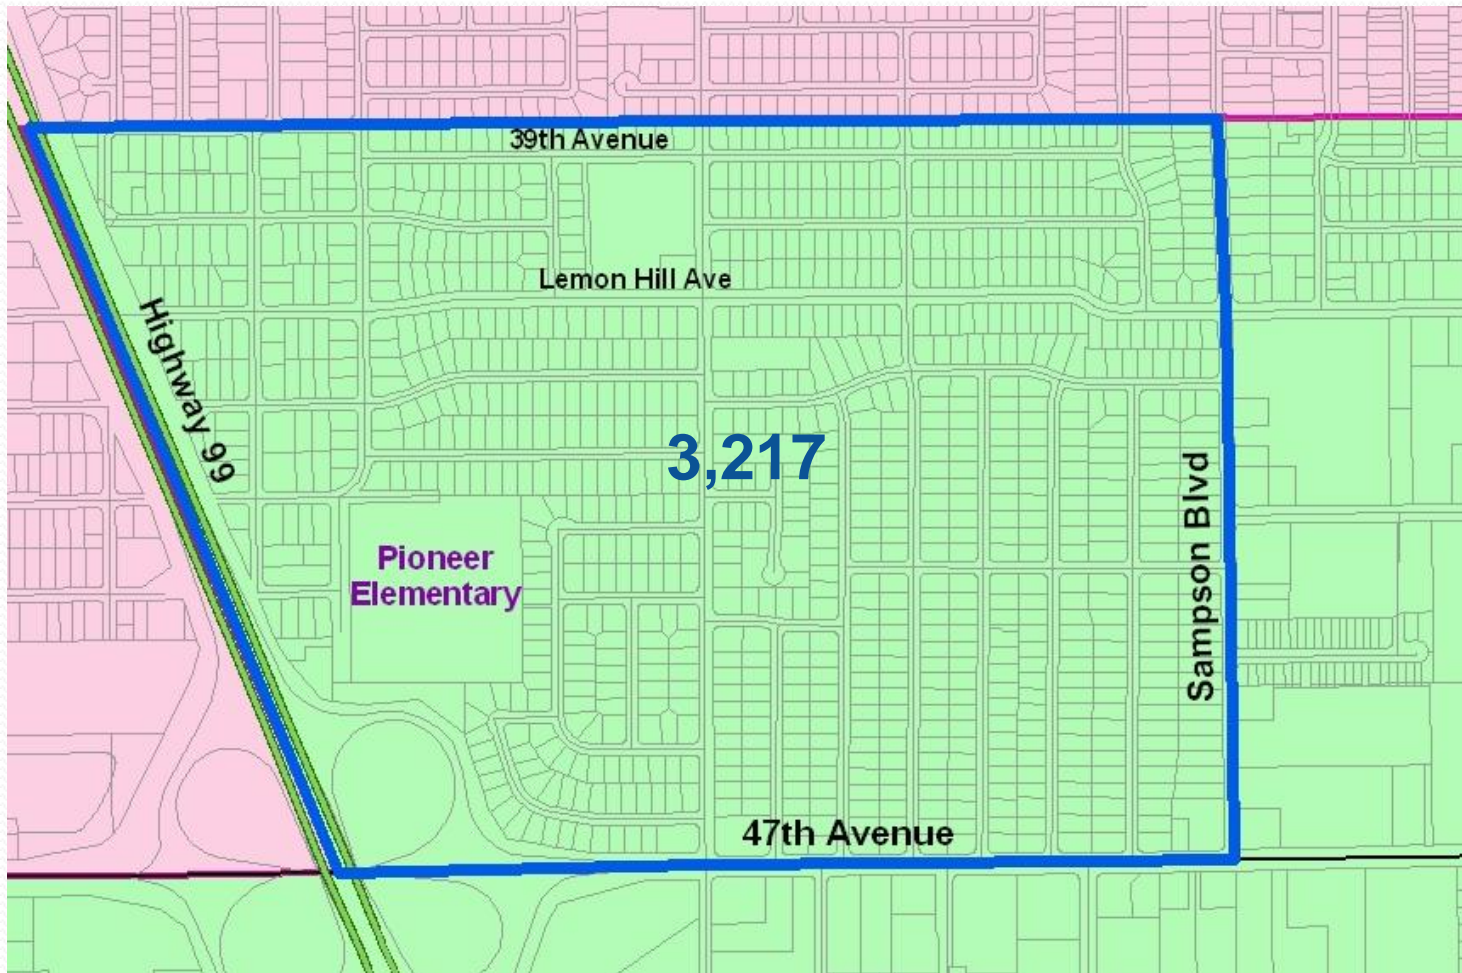 39th Avenue
Lemon Hill Ave
Highway 99
3,217
Sampson Blvd
Pioneer
Elementary
47th Avenue